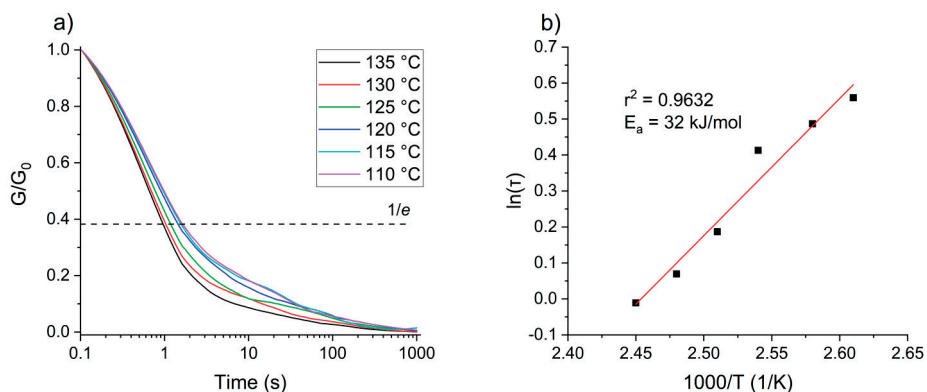 a)
1.0
0.8
0.6
0.4
0.2
0.0
G/G₀
0.1
1
10
100
1000
Time (s)
135 °C
130 °C
125 °C
120 °C
115 °C
110 °C
1/e
b)
0.7
0.6
0.5
0.4
0.3
0.2
0.1
0.0
-0.1
ln(τ)
r² = 0.9632
Eₐ = 32 kJ/mol
2.40
2.45
2.50
2.55
2.60
2.65
1000/T (1/K)